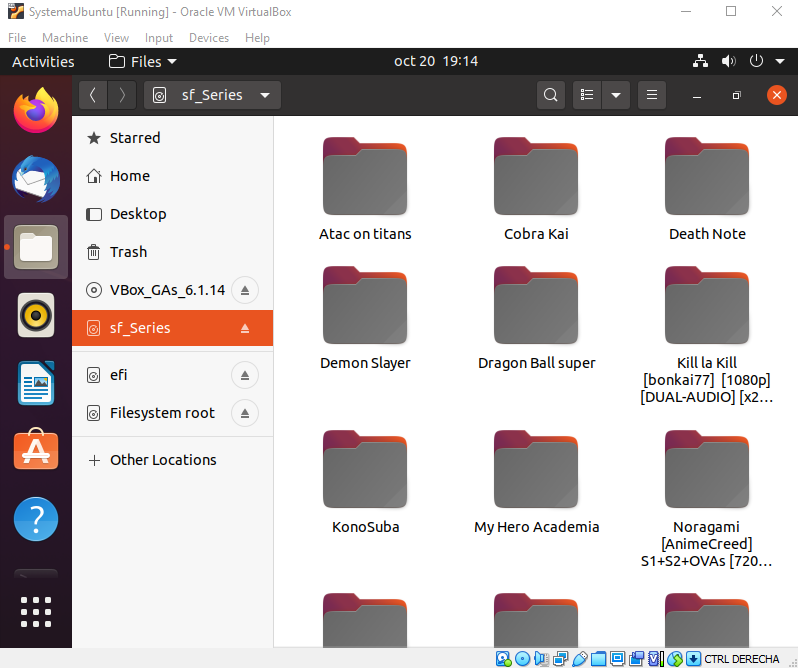 SystemaUbuntu [Running] - Oracle VM VirtualBox
File Machine View Input Devices Help
Activities Files oct 20 19:14
sf_Series
Starred
Home
Desktop
Trash
VBox_GAs_6.1.14
sf_Series
efi
Filesystem root
Other Locations
Atac on titans
Cobra Kai
Death Note
Demon Slayer
Dragon Ball super
Kill la Kill
[bonkai77] [1080p]
[DUAL-AUDIO] [x2...
KonoSuba
My Hero Academia
Noragami
[AnimeCreed]
S1+S2+OVAs [720...
CTRL DERECHA